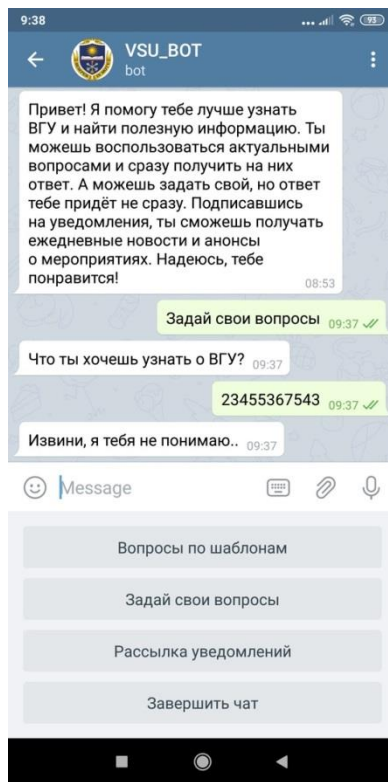 9:38
93
VSU_BOT
bot
Привет! Я помогу тебе лучше узнать
ВГУ и найти полезную информацию. Ты
можешь воспользоваться актуальными
вопросами и сразу получить на них
ответ. А можешь задать свой, но ответ
тебе придёт не сразу. Подписавшись
на уведомления, ты сможешь получать
ежедневные новости и анонсы
о мероприятиях. Надеюсь, тебе
понравится!
08:53
Задай свои вопросы 09:37
Что ты хочешь узнать о ВГУ? 09:37
23455367543 09:37
Извини, я тебя не понимаю.. 09:37
Message
Вопросы по шаблонам
Задай свои вопросы
Рассылка уведомлений
Завершить чат